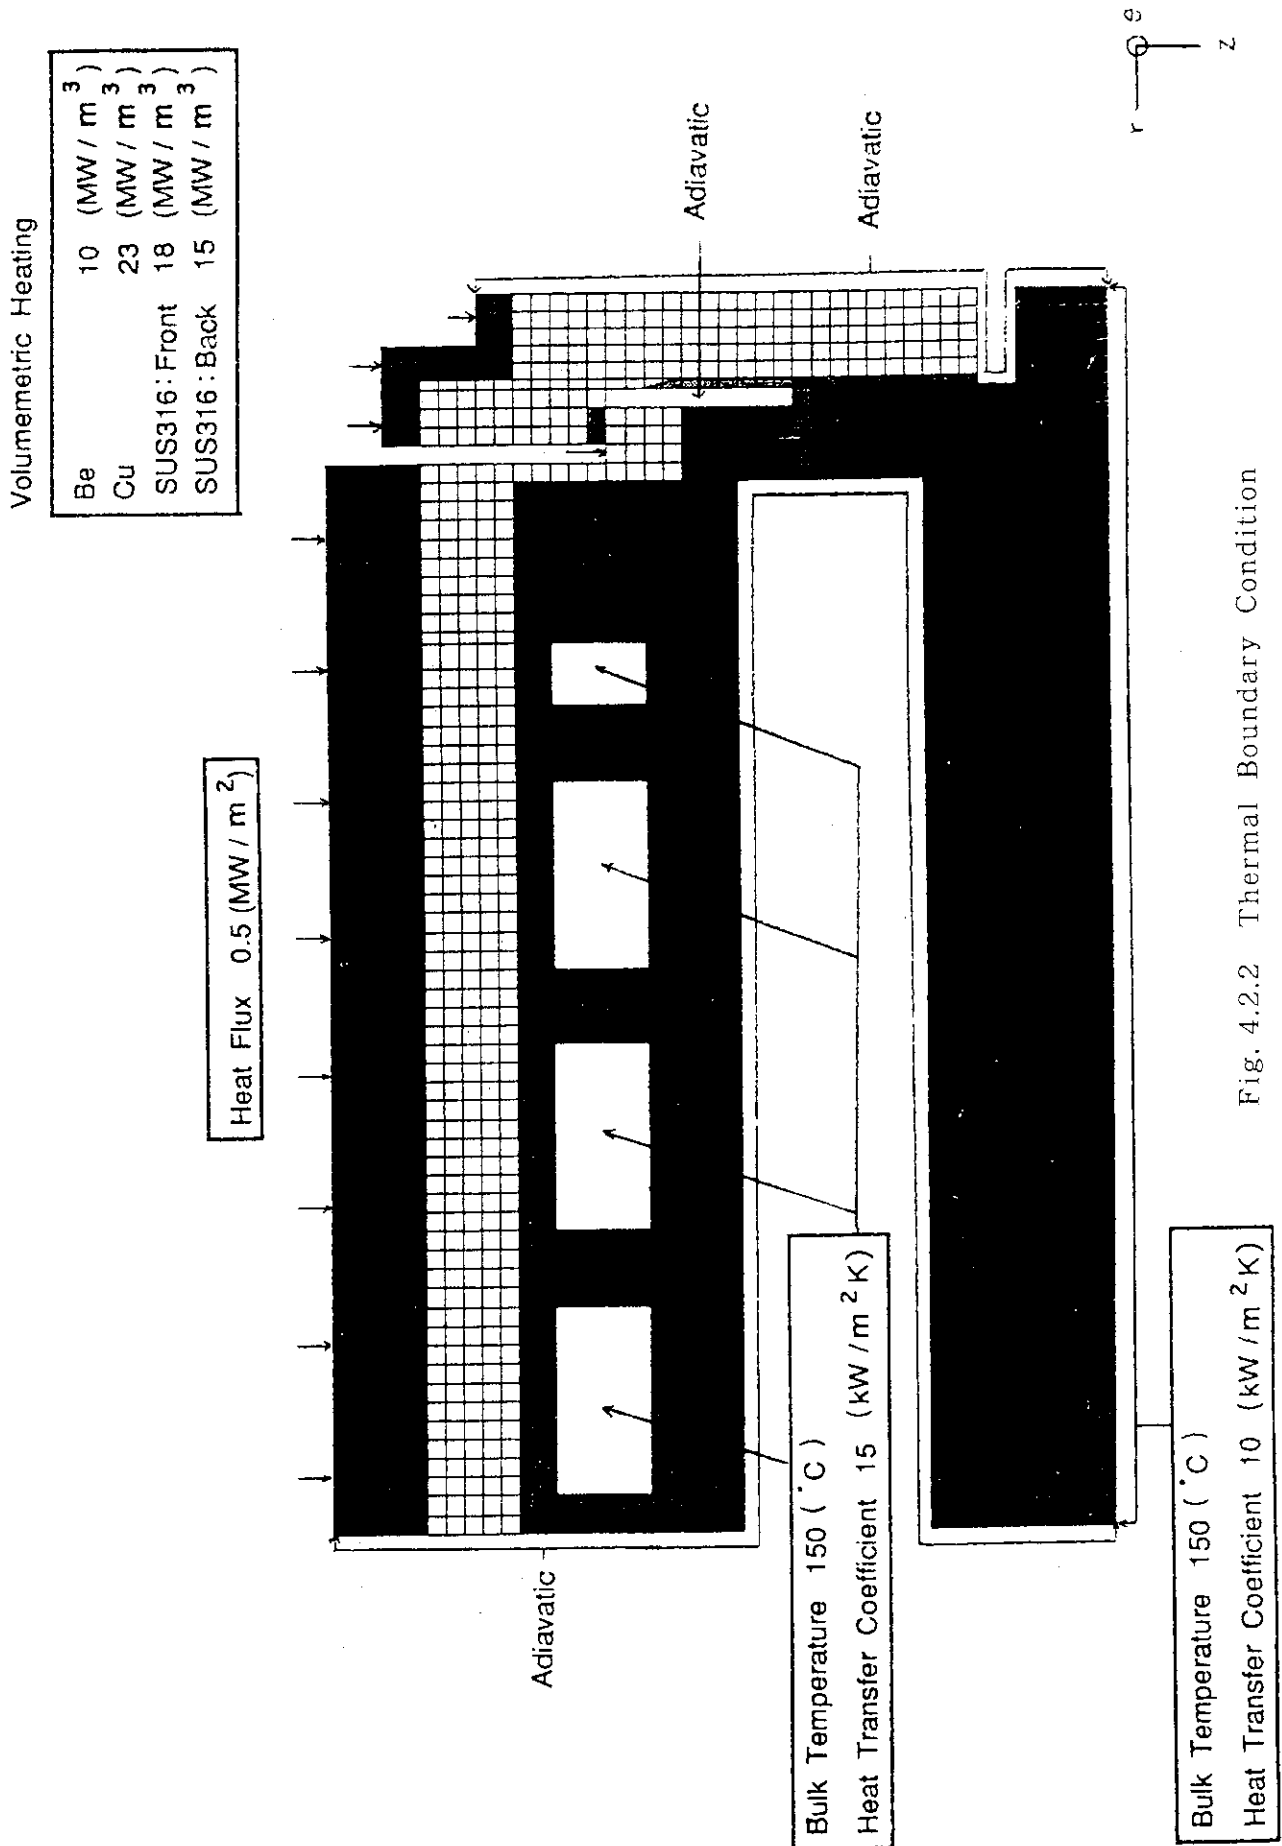 Volumemetric Heating
Be 10 (MW / m³)
Cu 23 (MW / m³)
SUS316:Front 18 (MW / m³)
SUS316:Back 15 (MW / m³)
Heat Flux 0.5 (MW / m²)
Adiavatic
Adiavatic
Adiavatic
Bulk Temperature 150 (°C)
Heat Transfer Coefficient 15 (kW / m²K)
Bulk Temperature 150 (°C)
Heat Transfer Coefficient 10 (kW / m²K)
r
θ
z
Fig. 4.2.2 Thermal Boundary Condition